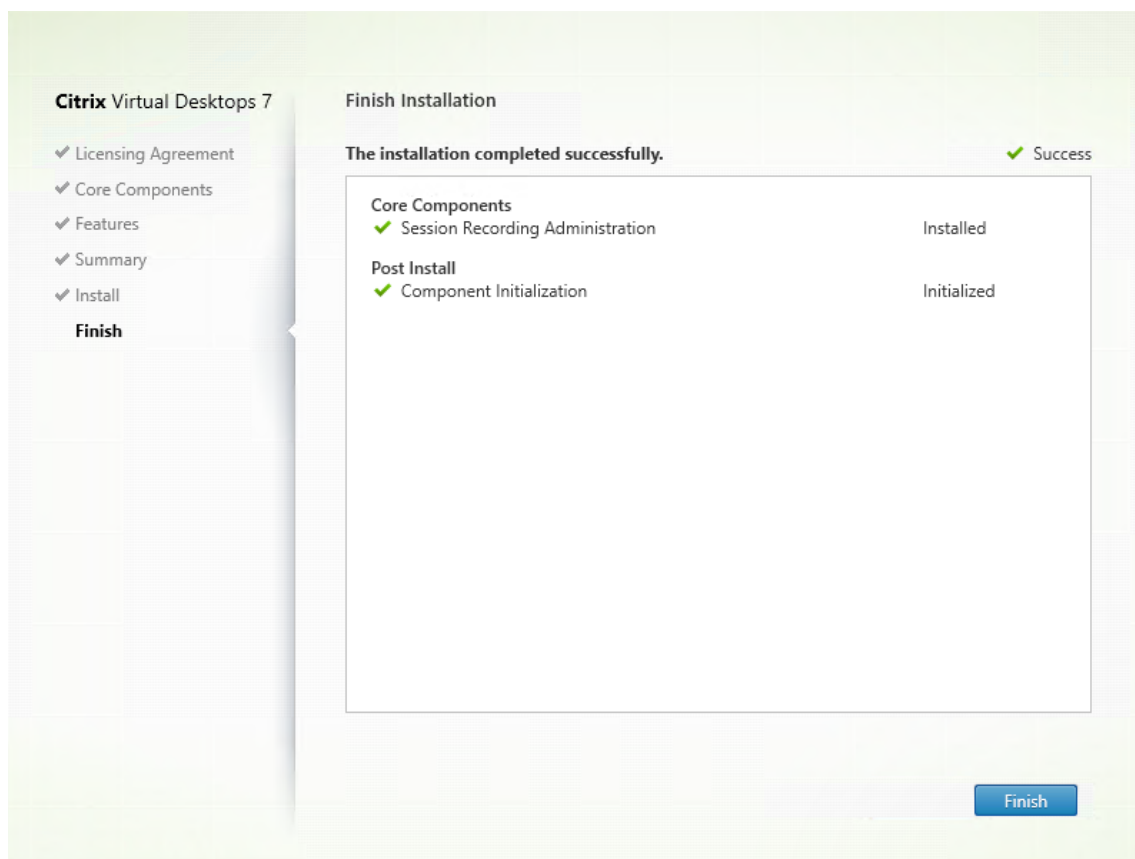 Citrix Virtual Desktops 7
Licensing Agreement
Core Components
Features
Summary
Install
Finish
Finish Installation
The installation completed successfully.
Success
Core Components
Session Recording Administration
Installed
Post Install
Component Initialization
Initialized
Finish